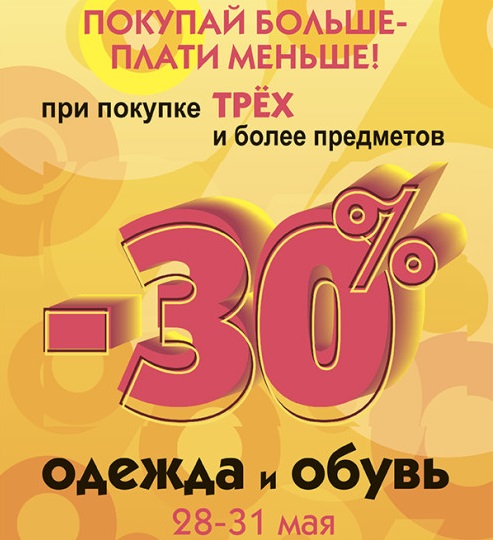 ПОКУПАЙ БОЛЬШЕ-
ПЛАТИ МЕНЬШЕ!
при покупке ТРЁХ
и более предметов
-30%
одежда и обувь
28-31 мая